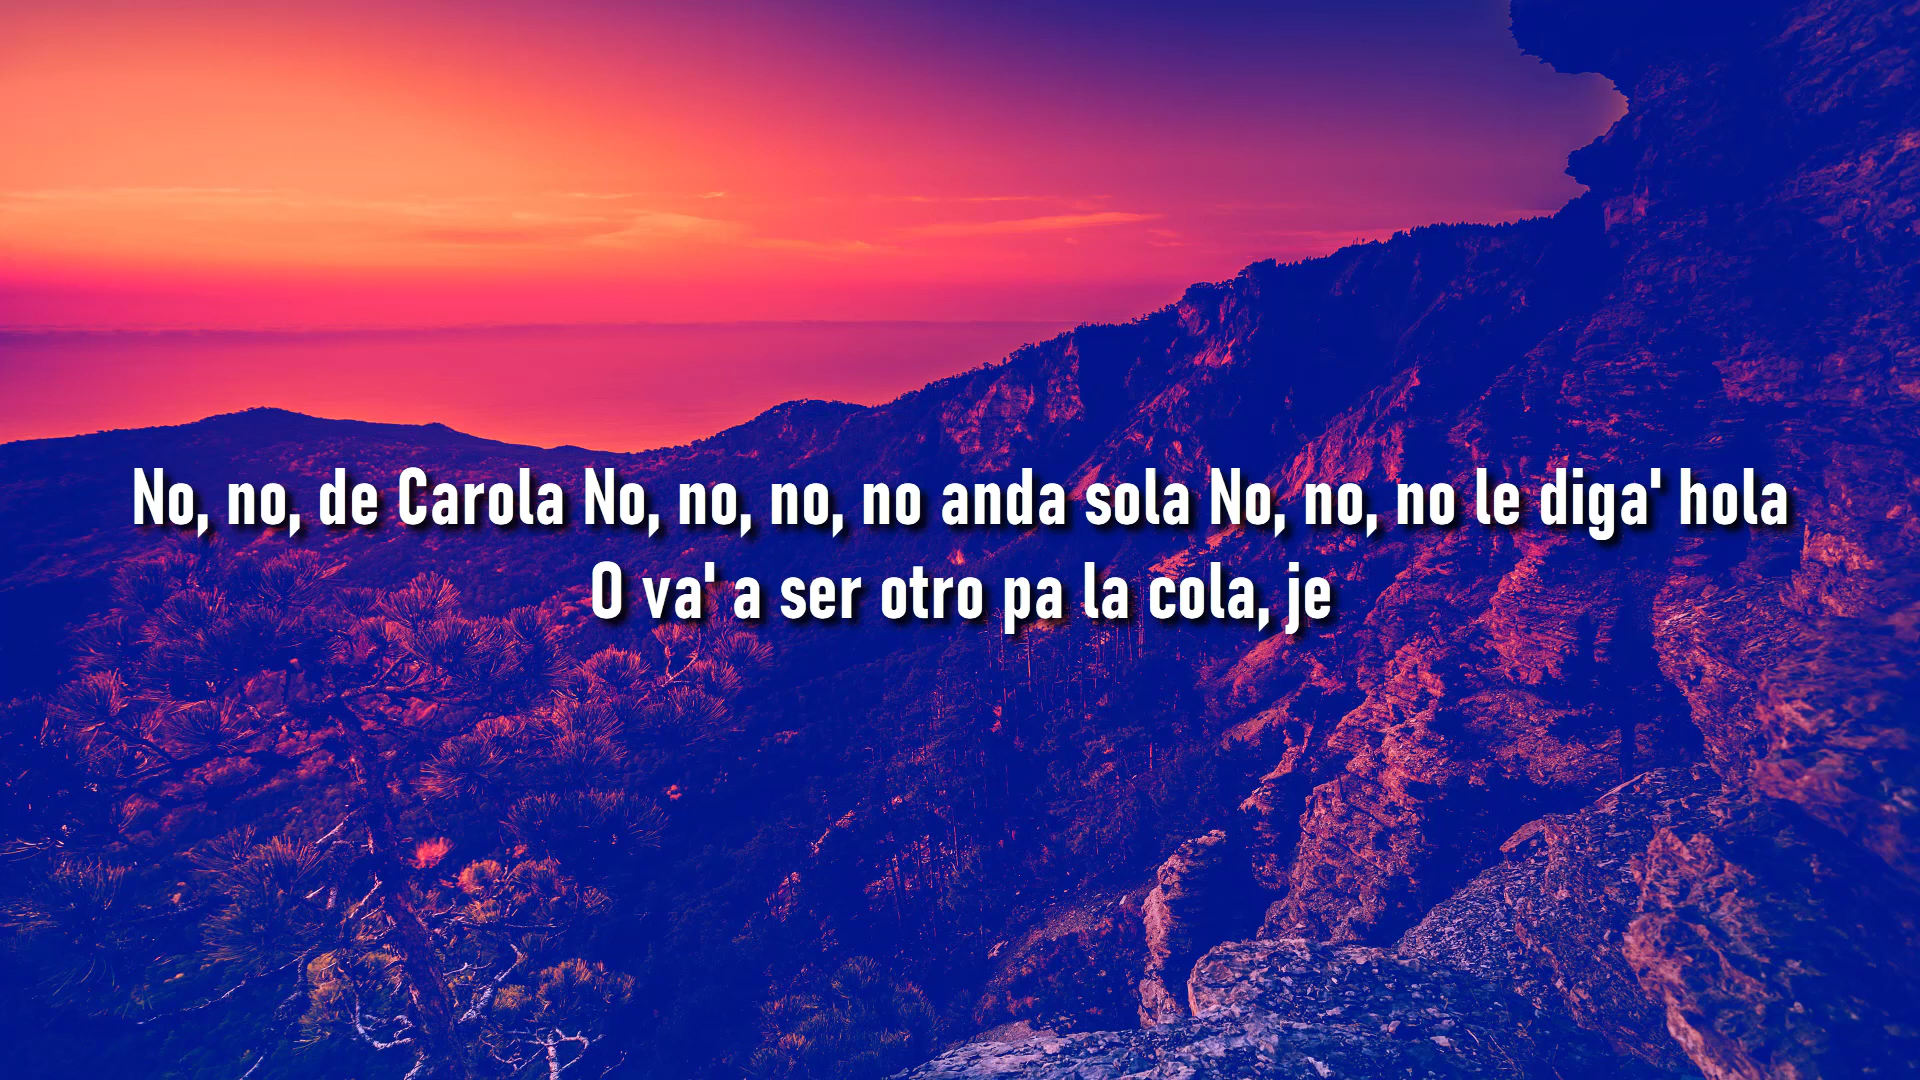 No, no, de Carola No, no, no, no anda sola No, no, no le diga' hola
O va' a ser otro pa la cola, je